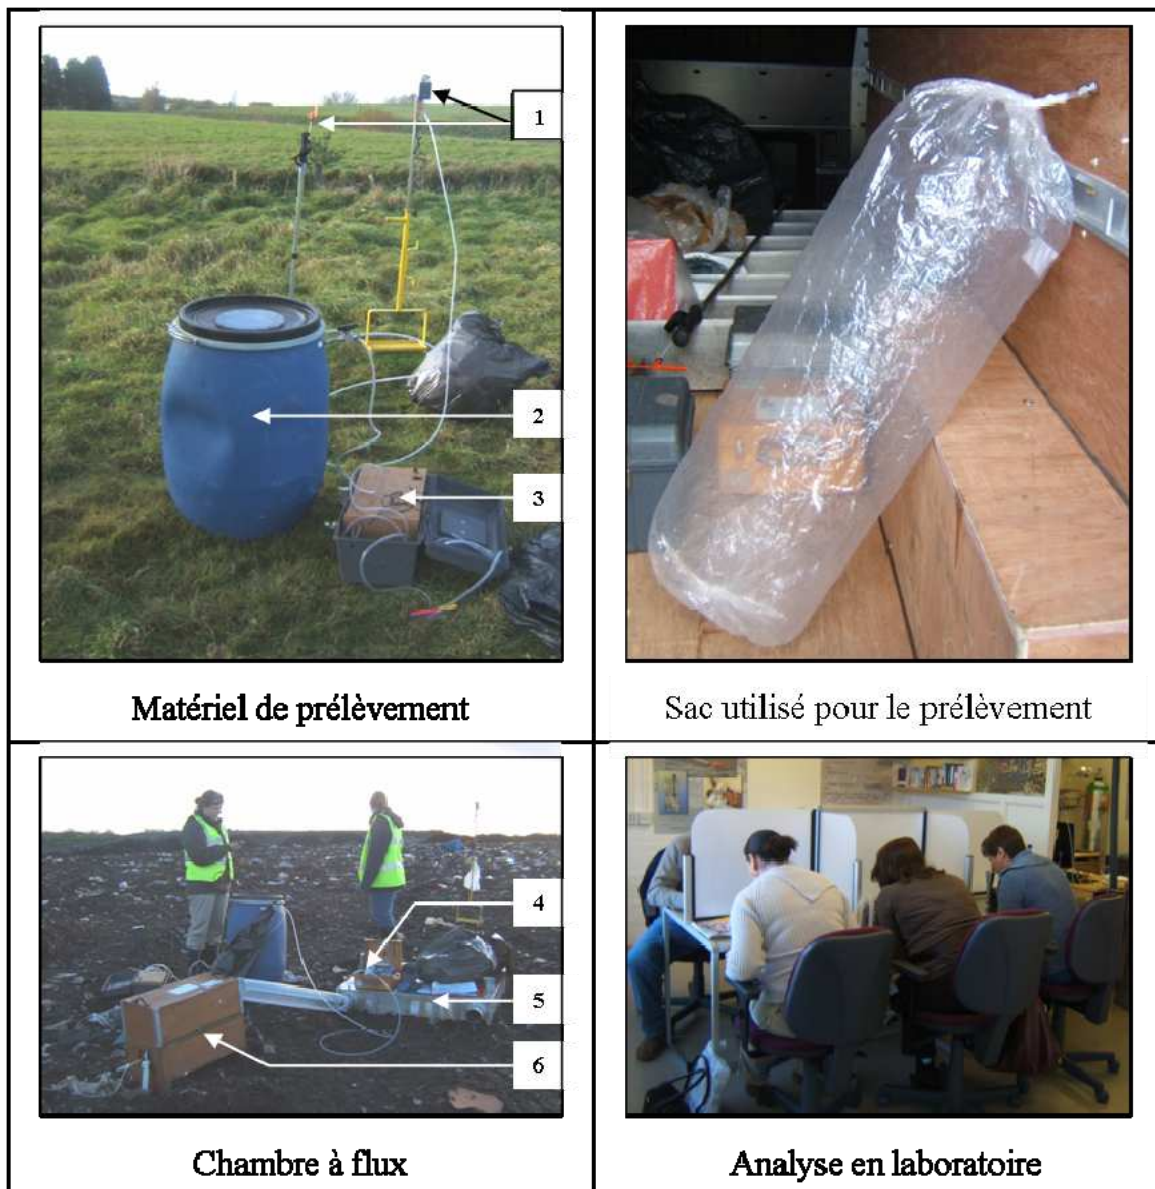 1
2
3
Matériel de prélèvement
Sac utilisé pour le prélèvement
4
5
6
Chambre à flux
Analyse en laboratoire